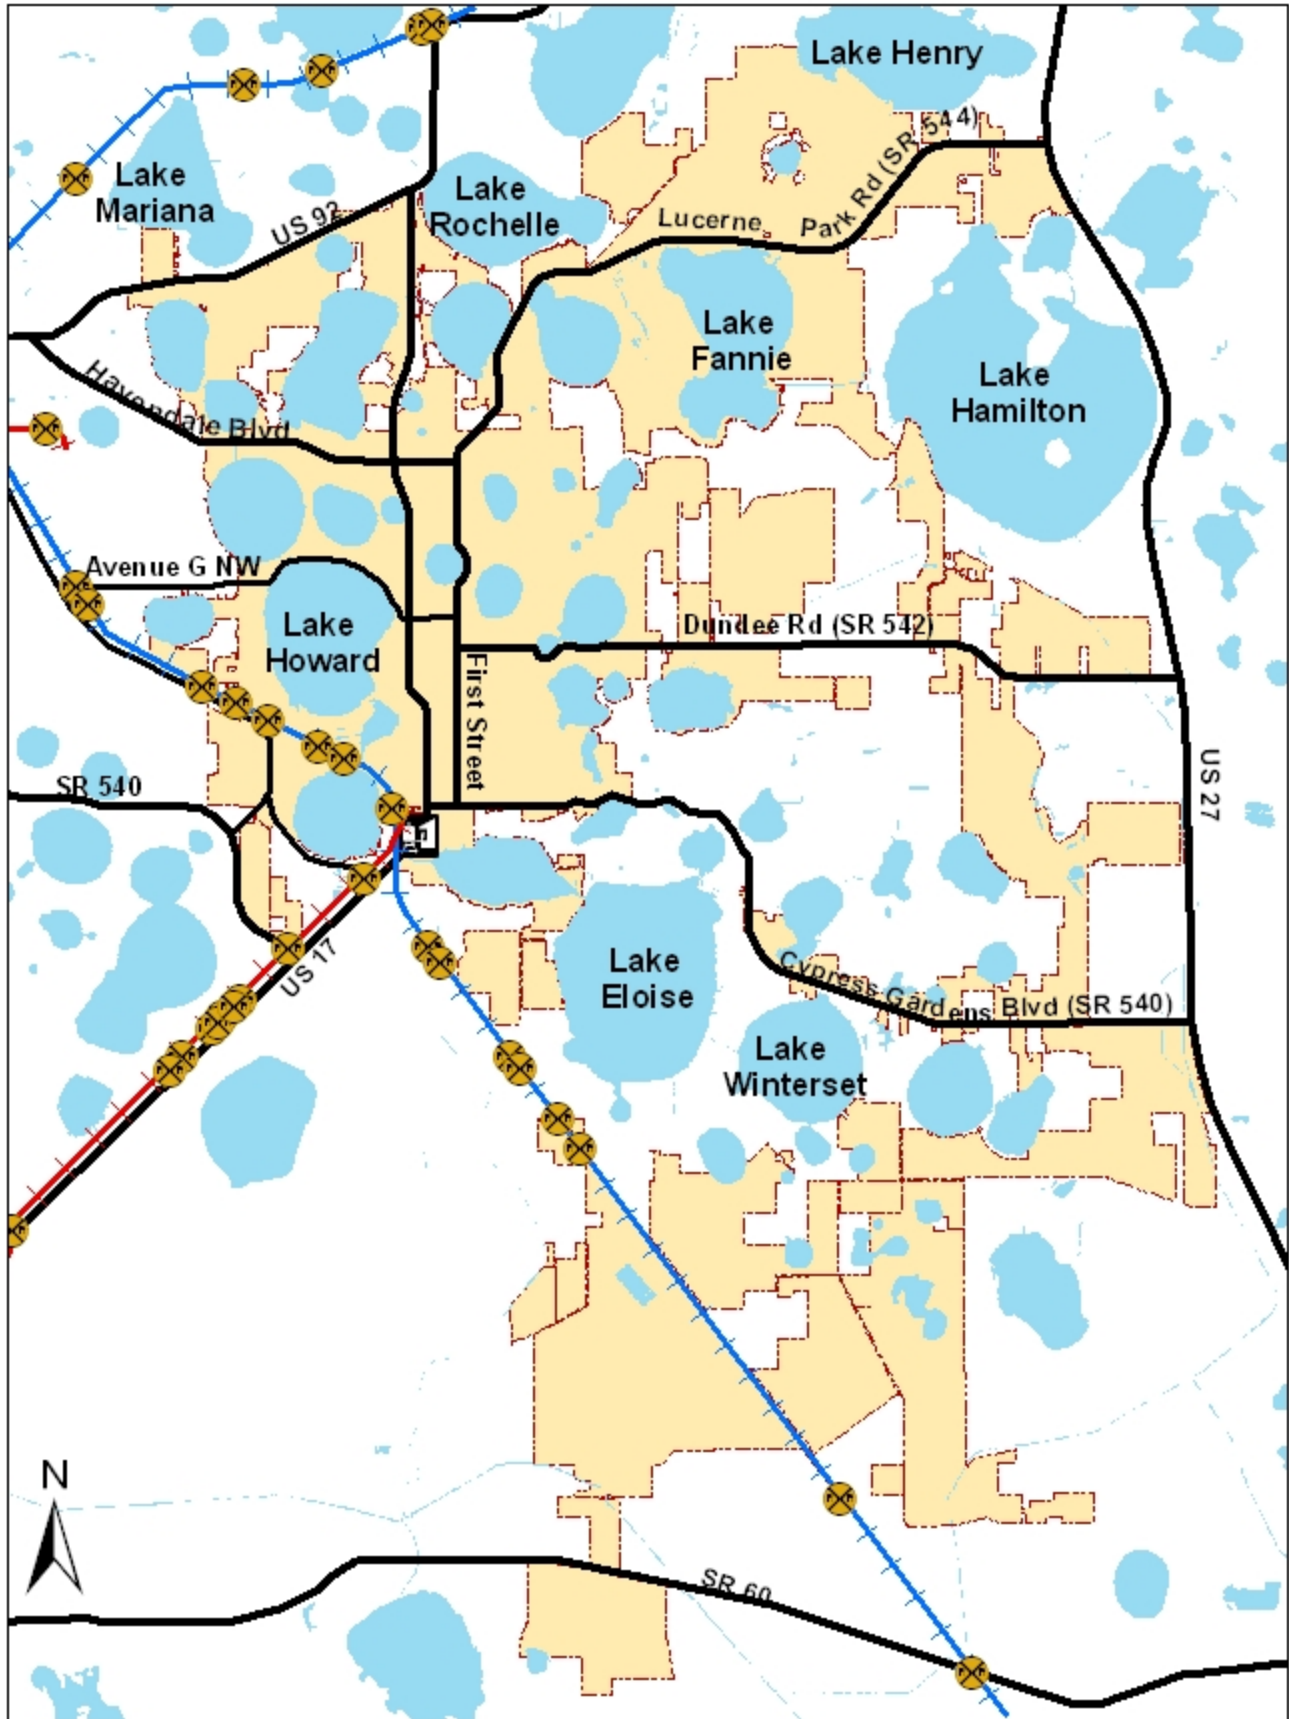 Lake Henry
Lake
Mariana
US 92
Lake
Rochelle
Lucerne Park Rd (SR 544)
Lake
Fannie
Lake
Hamilton
Havendale Blvd
Avenue G NW
Lake
Howard
Dundee Rd (SR 542)
First Street
SR 540
US 27
US 17
Lake
Eloise
Cypress Gardens Blvd (SR 540)
Lake
Winterset
N
SR 60